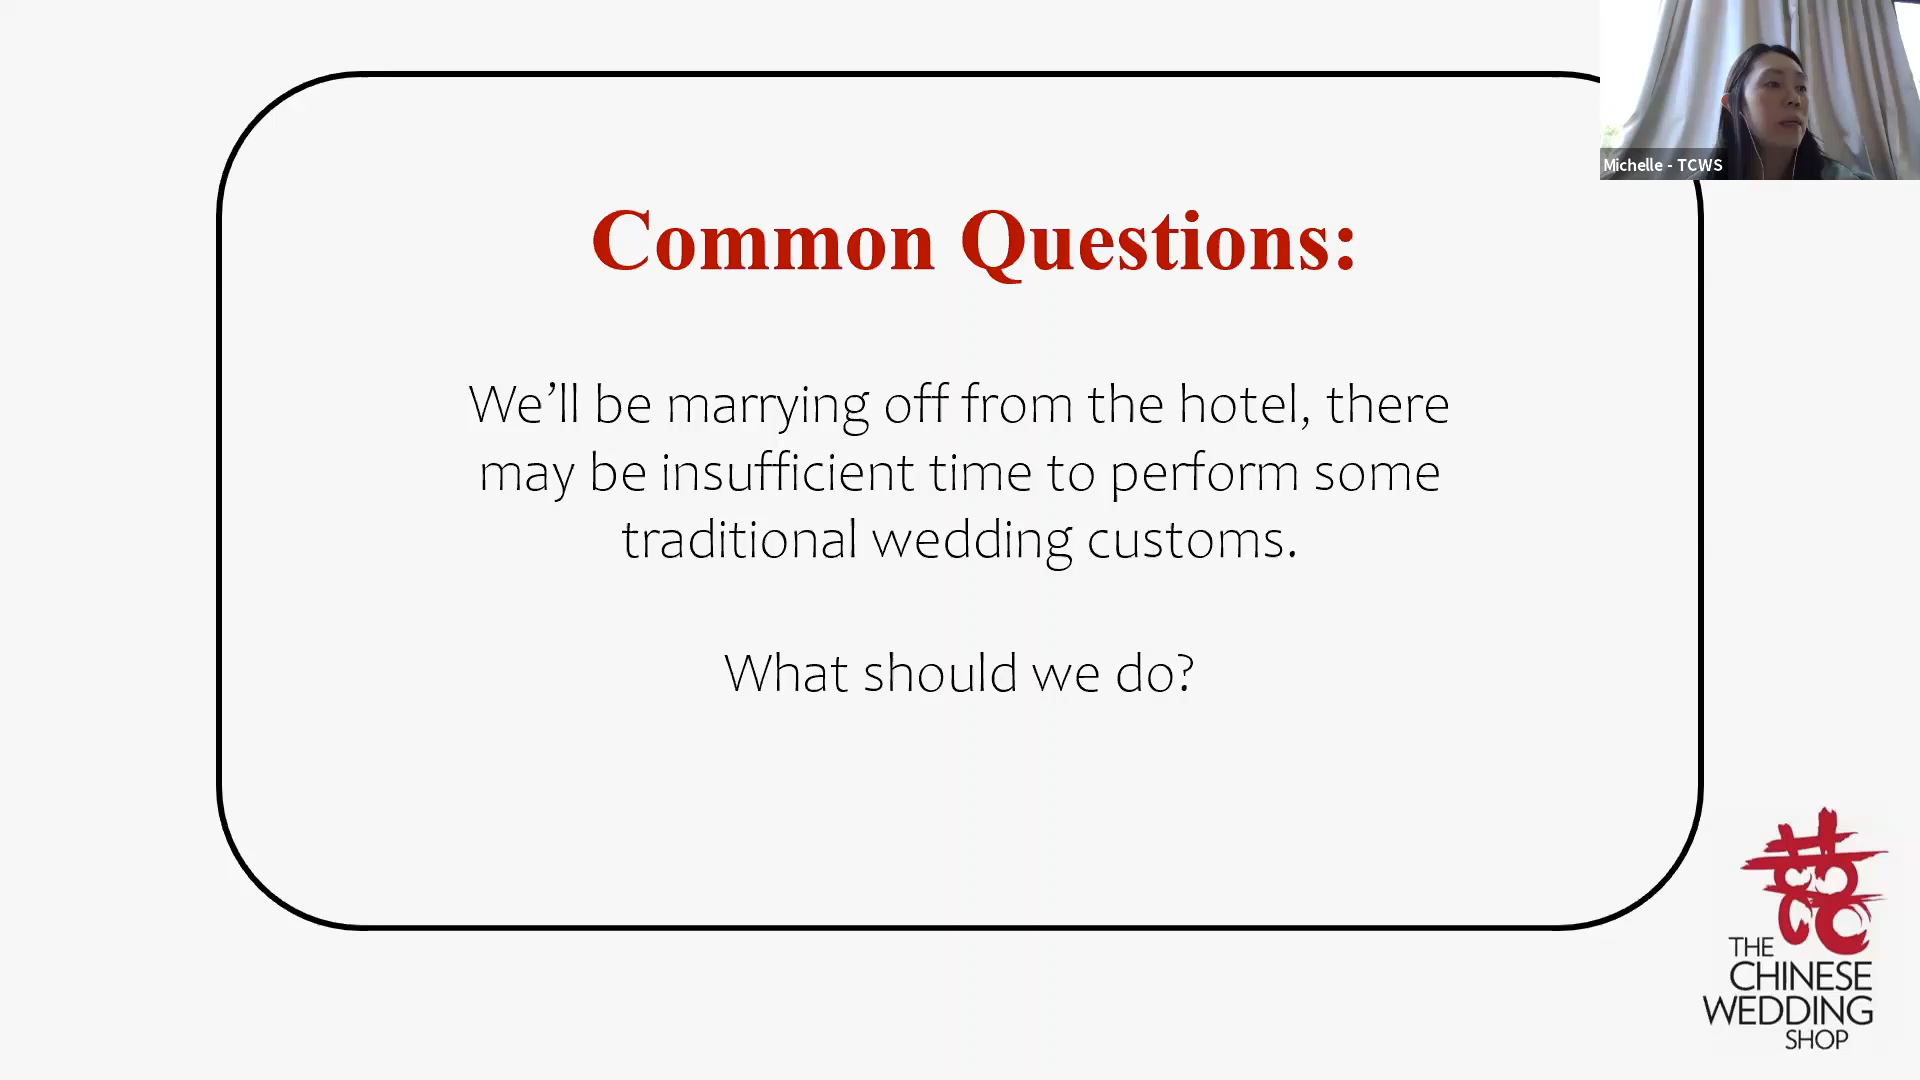 Michelle - TCWS
Common Questions:
We’ll be marrying off from the hotel, there
may be insufficient time to perform some
traditional wedding customs.
What should we do?
THE
CHINESE
WEDDING
SHOP